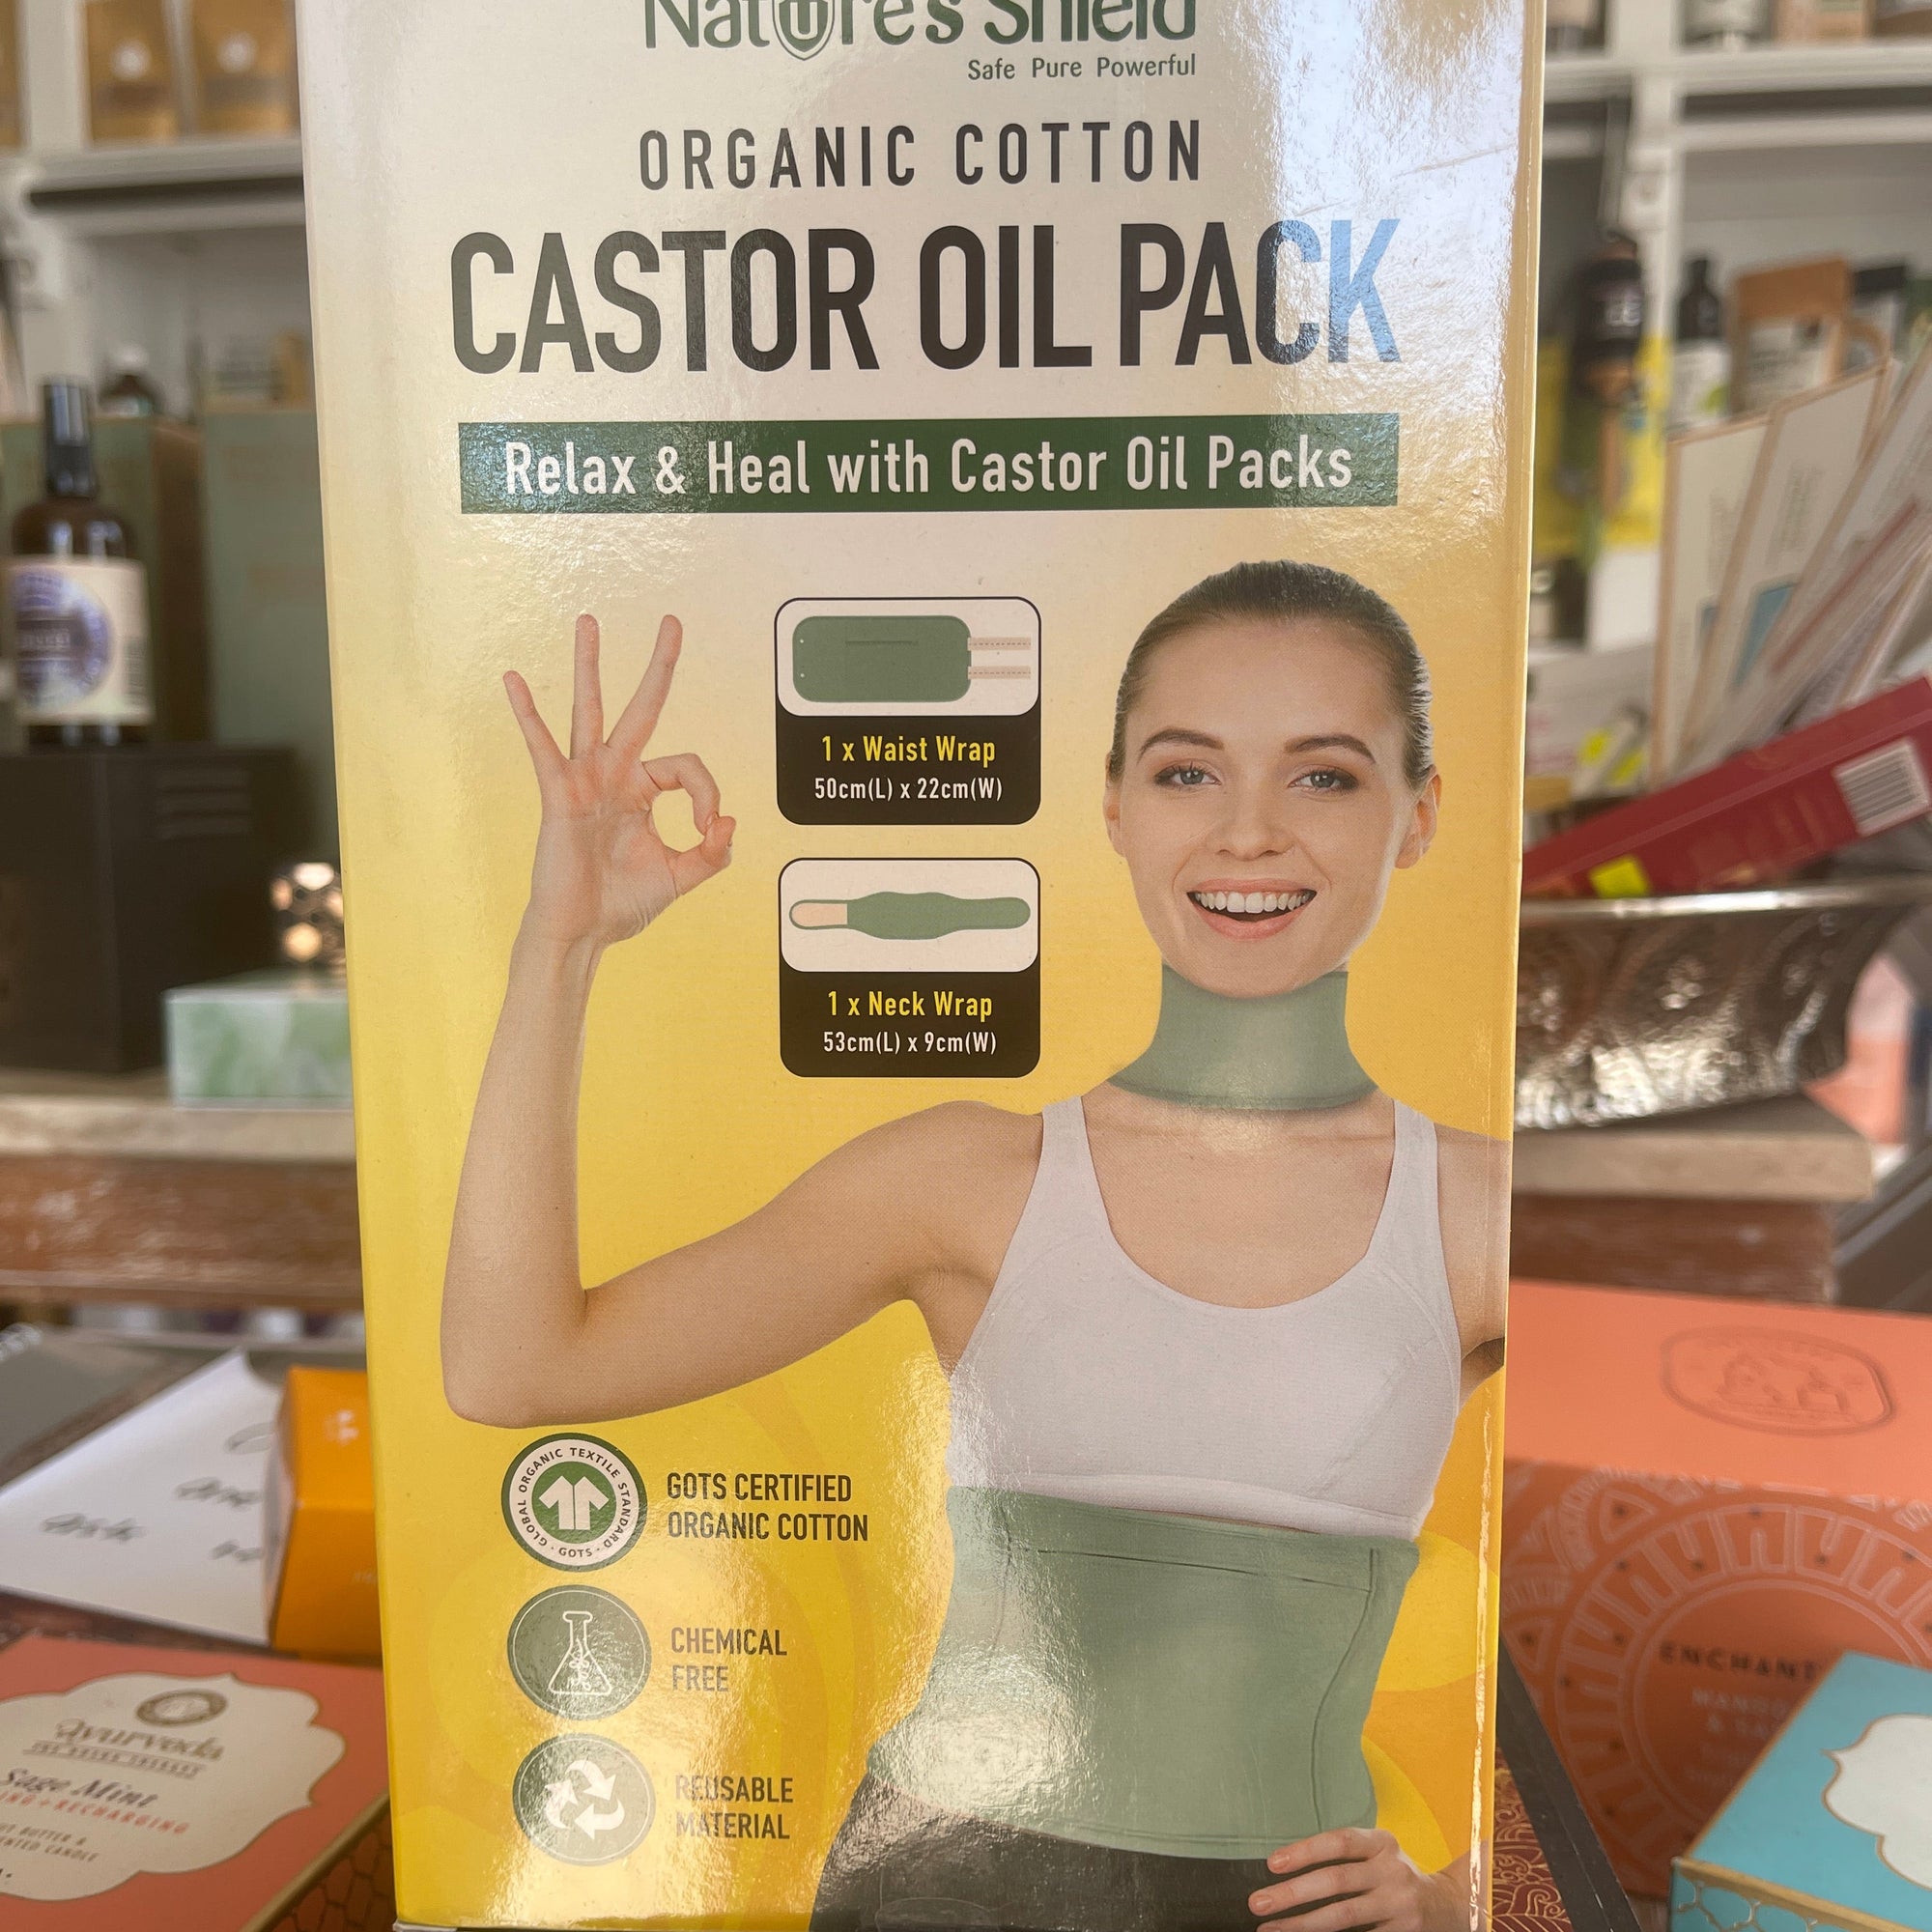 Nature's Shield
Safe Pure Powerful
ORGANIC COTTON
CASTOR OIL PACK
Relax & Heal with Castor Oil Packs
1 x Waist Wrap
50cm(L) x 22cm(W)
1 x Neck Wrap
53cm(L) x 9cm(W)
GLOBAL ORGANIC TEXTILE STANDARD · GOTS ·
GOTS CERTIFIED
ORGANIC COTTON
CHEMICAL
FREE
REUSABLE
MATERIAL
ayurveda
Sage Mint
RECHARGING
ENCHANT